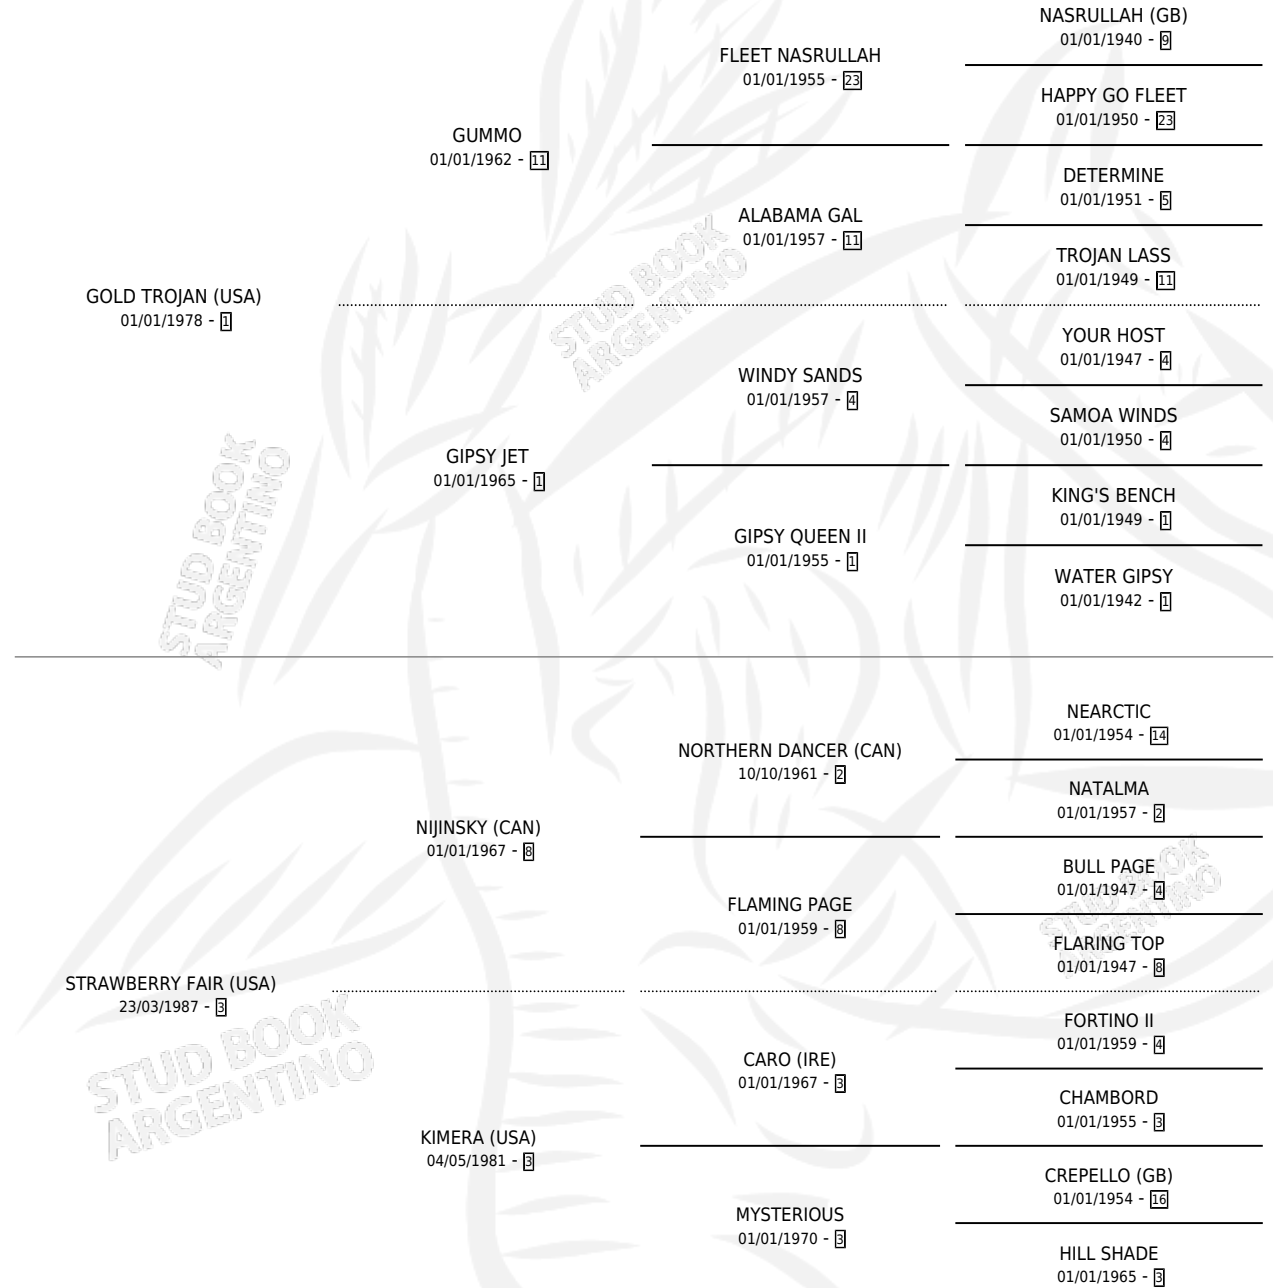 NASRULLAH (GB)
01/01/1940 - 9
FLEET NASRULLAH
01/01/1955 - 23
HAPPY GO FLEET
01/01/1950 - 23
GUMMO
01/01/1962 - 11
DETERMINE
01/01/1951 - 5
ALABAMA GAL
01/01/1957 - 11
TROJAN LASS
01/01/1949 - 11
GOLD TROJAN (USA)
01/01/1978 - 1
YOUR HOST
01/01/1947 - 4
WINDY SANDS
01/01/1957 - 4
SAMOA WINDS
01/01/1950 - 4
GIPSY JET
01/01/1965 - 1
KING'S BENCH
01/01/1949 - 1
GIPSY QUEEN II
01/01/1955 - 1
WATER GIPSY
01/01/1942 - 1
NEARCTIC
01/01/1954 - 14
NORTHERN DANCER (CAN)
10/10/1961 - 2
NATALMA
01/01/1957 - 2
NIJINSKY (CAN)
01/01/1967 - 8
BULL PAGE
01/01/1947 - 4
FLAMING PAGE
01/01/1959 - 8
FLARING TOP
01/01/1947 - 8
STRAWBERRY FAIR (USA)
23/03/1987 - 3
FORTINO II
01/01/1959 - 4
CARO (IRE)
01/01/1967 - 3
CHAMBORD
01/01/1955 - 3
KIMERA (USA)
04/05/1981 - 3
CREPELLO (GB)
01/01/1954 - 16
MYSTERIOUS
01/01/1970 - 3
HILL SHADE
01/01/1965 - 3
STUD BOOK
ARGENTINO
STUD BOOK
ARGENTINO
STUD BOOK
ARGENTINO
STUD BOOK
ARGENTINO